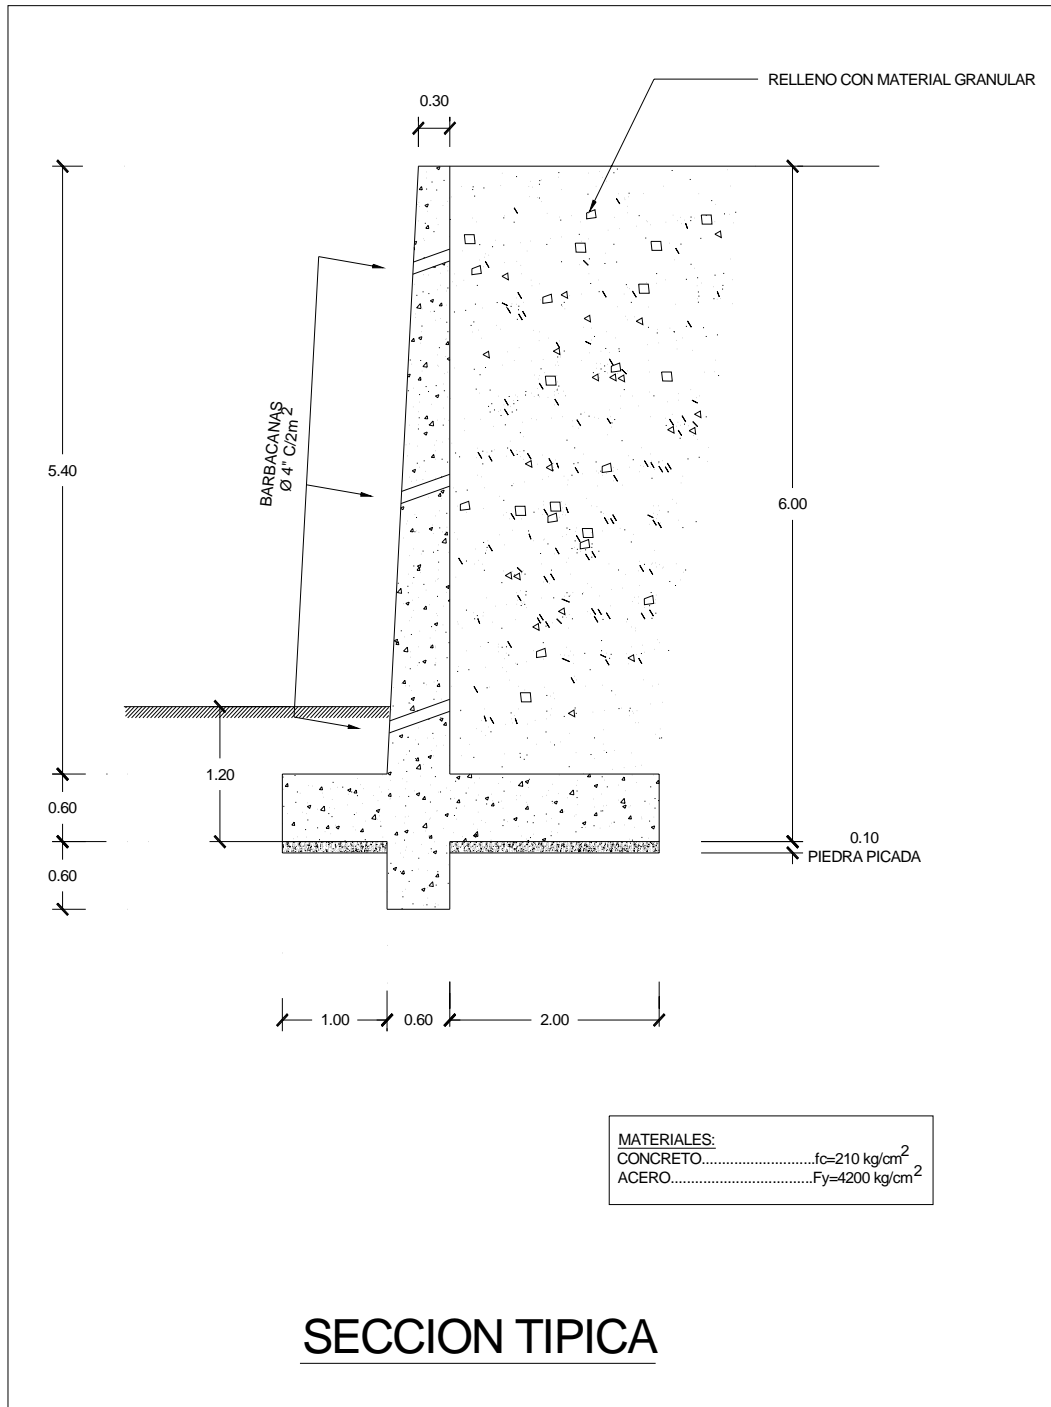 RELLENO CON MATERIAL GRANULAR
0.30
BARBACANAS
Ø 4" C/2m 2
5.40
6.00
1.20
0.60
0.10
PIEDRA PICADA
0.60
1.00
0.60
2.00
MATERIALES:
CONCRETO............................fc=210 kg/cm2
ACERO...................................Fy=4200 kg/cm2
SECCION TIPICA